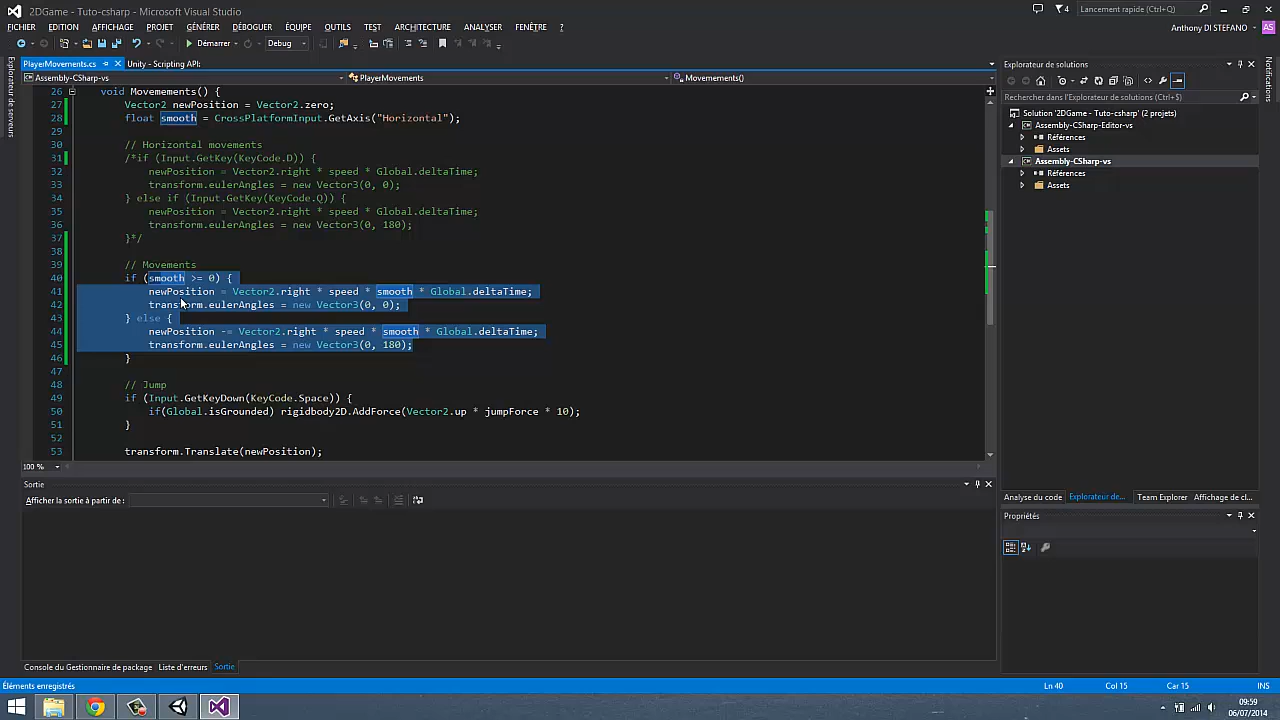 2DGame - Tuto-csharp - Microsoft Visual Studio
4
Lancement rapide (Ctrl+Q)
FICHIER EDITION AFFICHAGE PROJET GÉNÉRER DÉBOGUER ÉQUIPE OUTILS TEST ARCHITECTURE ANALYSER FENÊTRE ?
Anthony DI STEFANO AS
Démarrer Debug
Explorateur de serveurs
PlayerMovements.cs Unity - Scripting API:
Assembly-CSharp-vs PlayerMovements Movmements()
26 void Movmements() {
27 Vector2 newPosition = Vector2.zero;
28 float smooth = CrossPlatformInput.GetAxis("Horizontal");
29
30 // Horizontal movements
31 /*if (Input.GetKey(KeyCode.D)) {
32 newPosition = Vector2.right * speed * Global.deltaTime;
33 transform.eulerAngles = new Vector3(0, 0);
34 } else if (Input.GetKey(KeyCode.Q)) {
35 newPosition = Vector2.right * speed * Global.deltaTime;
36 transform.eulerAngles = new Vector3(0, 180);
37 }*/
38
39 // Movements
40 if (smooth >= 0) {
41 newPosition = Vector2.right * speed * smooth * Global.deltaTime;
42 transform.eulerAngles = new Vector3(0, 0);
43 } else {
44 newPosition -= Vector2.right * speed * smooth * Global.deltaTime;
45 transform.eulerAngles = new Vector3(0, 180);
46 }
47
48 // Jump
49 if (Input.GetKeyDown(KeyCode.Space)) {
50 if(Global.isGrounded) rigidbody2D.AddForce(Vector2.up * jumpForce * 10);
51 }
52
53 transform.Translate(newPosition);
100 %
Sortie
Afficher la sortie à partir de :
Console du Gestionnaire de package Liste d'erreurs Sortie
Explorateur de solutions
Rechercher dans l'Explorateur de solutions (Ctrl+$)
Solution '2DGame - Tuto-csharp' (2 projets)
Assembly-CSharp-Editor-vs
Références
Assets
Assembly-CSharp-vs
Références
Assets
Analyse du code Explorateur de... Team Explorer Affichage de cl...
Propriétés
Notifications
Éléments enregistrés Ln 40 Col 15 Car 15 INS
09:59
06/07/2014